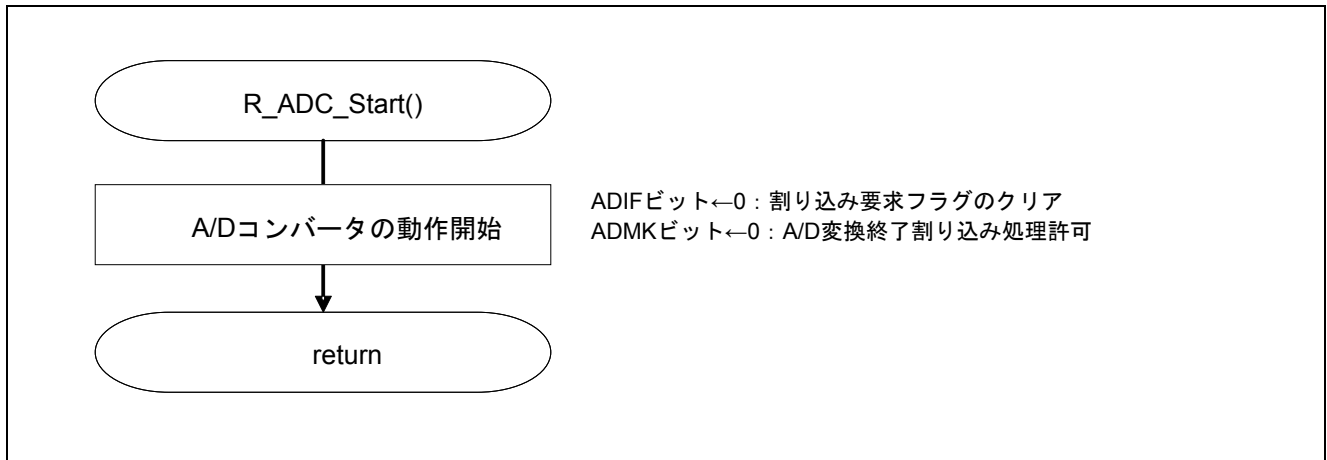 R_ADC_Start()
A/Dコンバータの動作開始
ADIFビット←0：割り込み要求フラグのクリア
ADMKビット←0：A/D変換終了割り込み処理許可
return